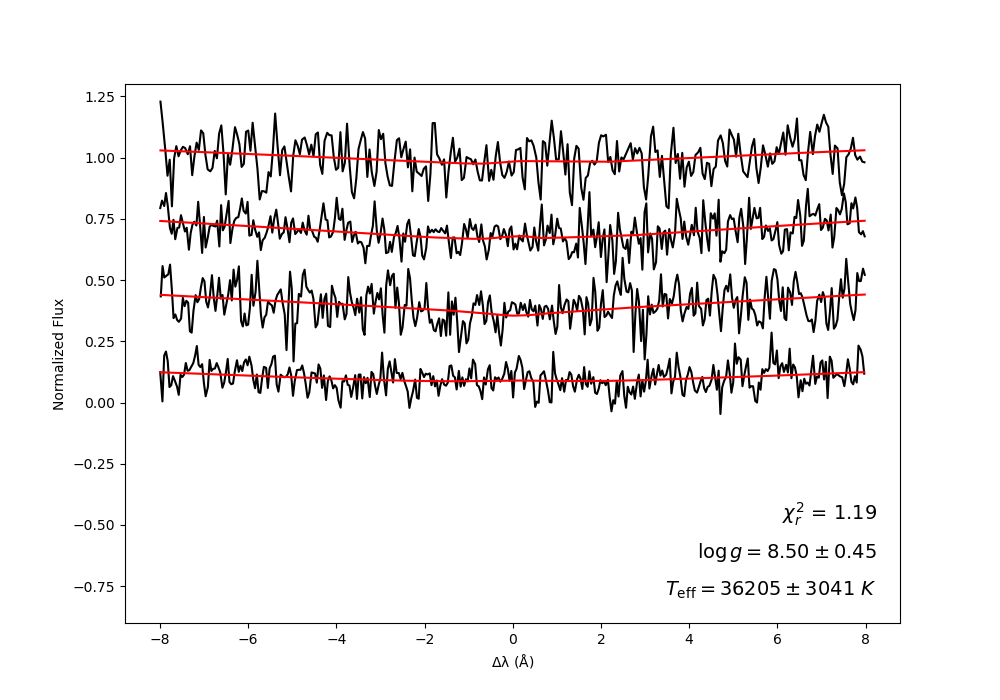 1.25
1.00
0.75
0.50
0.25
0.00
−0.25
−0.50
−0.75
Normalized Flux
χ²ᵣ = 1.19
log g = 8.50 ± 0.45
T_eff = 36205 ± 3041 K
−8 −6 −4 −2 0 2 4 6 8
Δλ (Å)